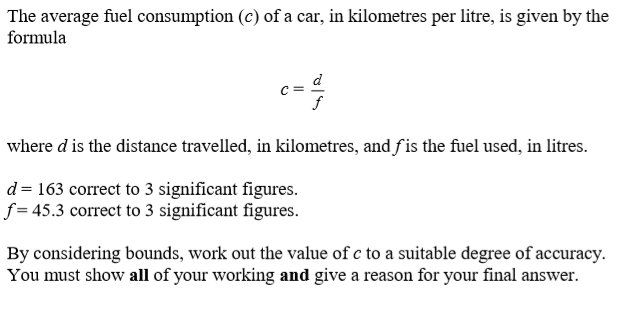 The average fuel consumption (c) of a car, in kilometres per litre, is given by the
formula
c = d/f
where d is the distance travelled, in kilometres, and f is the fuel used, in litres.
d = 163 correct to 3 significant figures.
f = 45.3 correct to 3 significant figures.
By considering bounds, work out the value of c to a suitable degree of accuracy.
You must show all of your working and give a reason for your final answer.